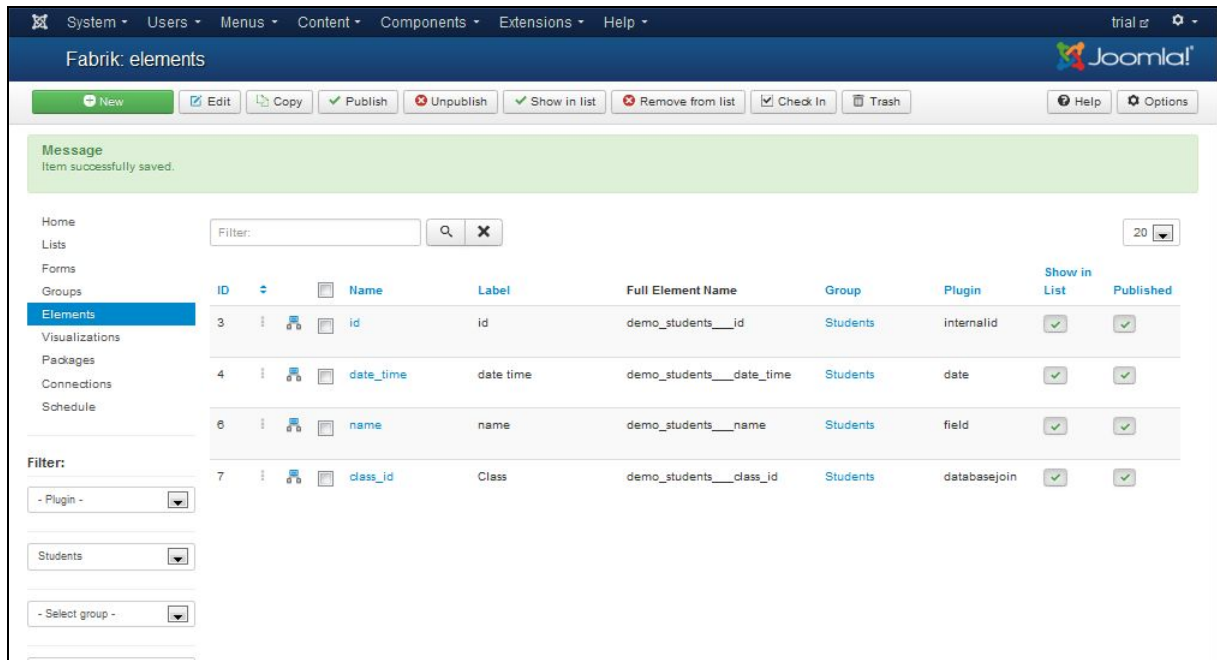 System Users Menus Content Components Extensions Help trial
Fabrik: elements Joomla!
New Edit Copy Publish Unpublish Show in list Remove from list Check In Trash Help Options
Message
Item successfully saved.
Home
Lists
Forms
Groups
Elements
Visualizations
Packages
Connections
Schedule
Filter:
- Plugin -
Students
- Select group -
Filter: 20
ID Name Label Full Element Name Group Plugin Show in List Published
3 id id demo_students___id Students internalid
4 date_time date time demo_students___date_time Students date
6 name name demo_students___name Students field
7 class_id Class demo_students___class_id Students databasejoin